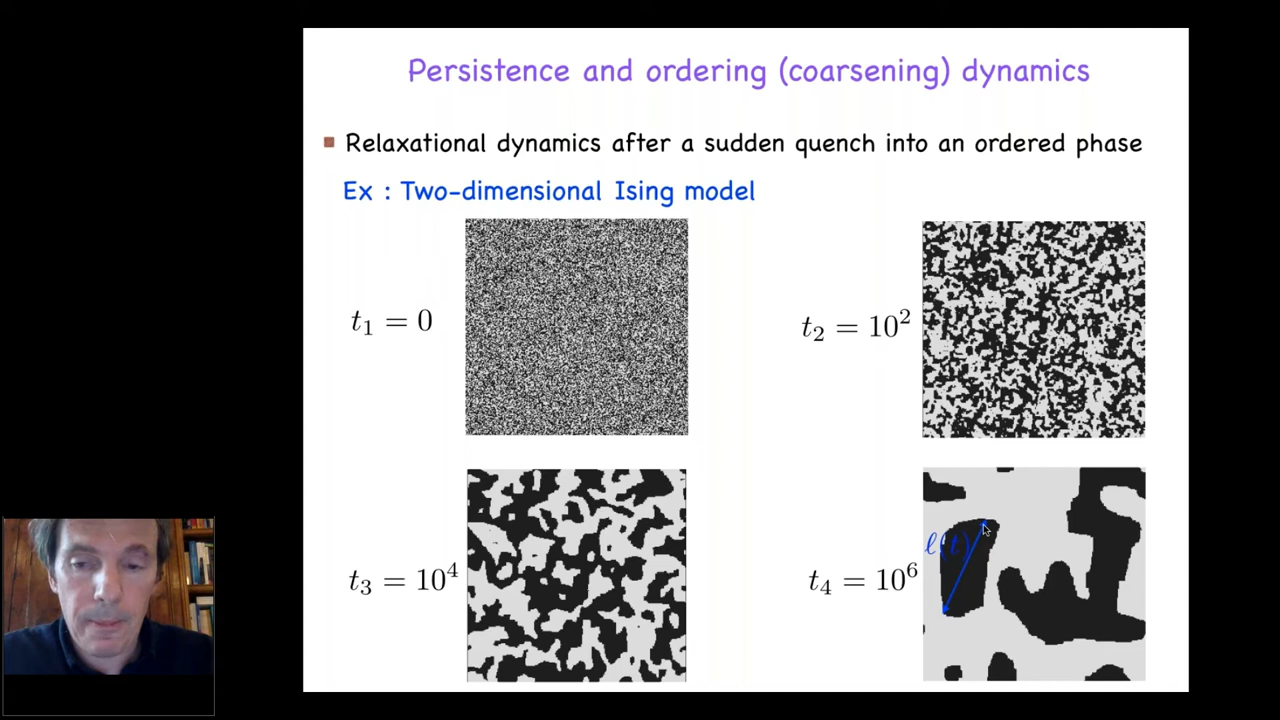 Persistence and ordering (coarsening) dynamics
Relaxational dynamics after a sudden quench into an ordered phase
Ex : Two-dimensional Ising model
t₁ = 0
t₂ = 10²
t₃ = 10⁴
t₄ = 10⁶
ℓ(t)